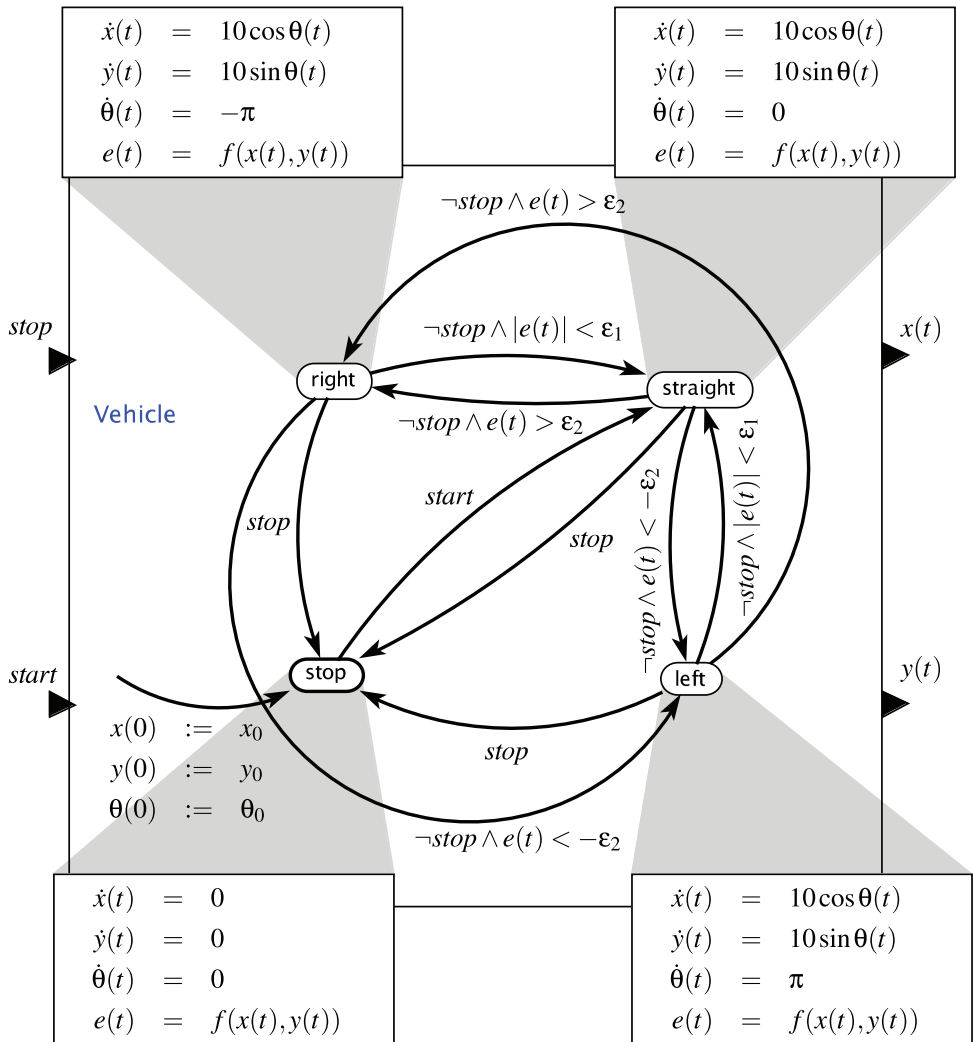 ẋ(t) = 10 cos θ(t)
ẏ(t) = 10 sin θ(t)
θ̇(t) = −π
e(t) = f(x(t), y(t))
ẋ(t) = 10 cos θ(t)
ẏ(t) = 10 sin θ(t)
θ̇(t) = 0
e(t) = f(x(t), y(t))
¬stop ∧ e(t) > ε₂
stop
¬stop ∧ |e(t)| < ε₁
x(t)
right
straight
Vehicle
¬stop ∧ e(t) > ε₂
start
stop
stop
¬stop ∧ e(t) < −ε₂
¬stop ∧ |e(t)| < ε₁
start
stop
left
y(t)
x(0) := x₀
y(0) := y₀
θ(0) := θ₀
stop
¬stop ∧ e(t) < −ε₂
ẋ(t) = 0
ẏ(t) = 0
θ̇(t) = 0
e(t) = f(x(t), y(t))
ẋ(t) = 10 cos θ(t)
ẏ(t) = 10 sin θ(t)
θ̇(t) = π
e(t) = f(x(t), y(t))